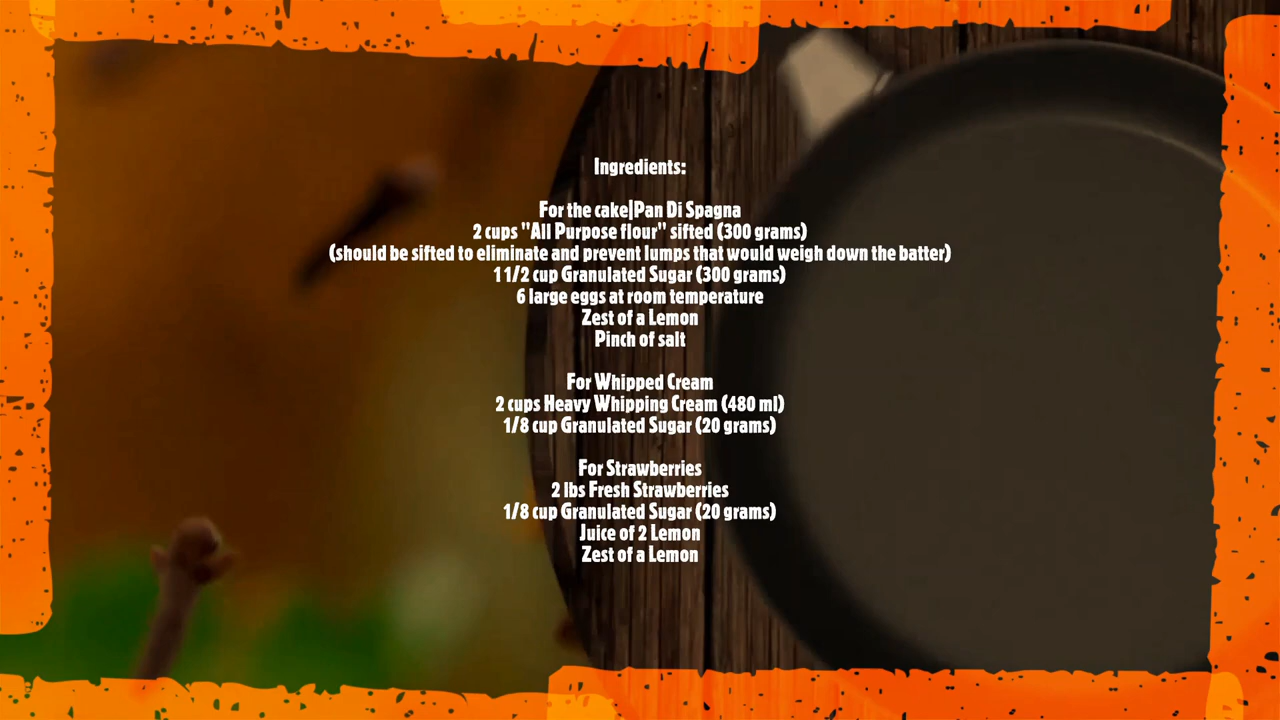 Ingredients:
For the cake|Pan Di Spagna
2 cups "All Purpose flour" sifted (300 grams)
(should be sifted to eliminate and prevent lumps that would weigh down the batter)
1 1/2 cup Granulated Sugar (300 grams)
6 large eggs at room temperature
Zest of a Lemon
Pinch of salt
For Whipped Cream
2 cups Heavy Whipping Cream (480 ml)
1/8 cup Granulated Sugar (20 grams)
For Strawberries
2 lbs Fresh Strawberries
1/8 cup Granulated Sugar (20 grams)
Juice of 2 Lemon
Zest of a Lemon